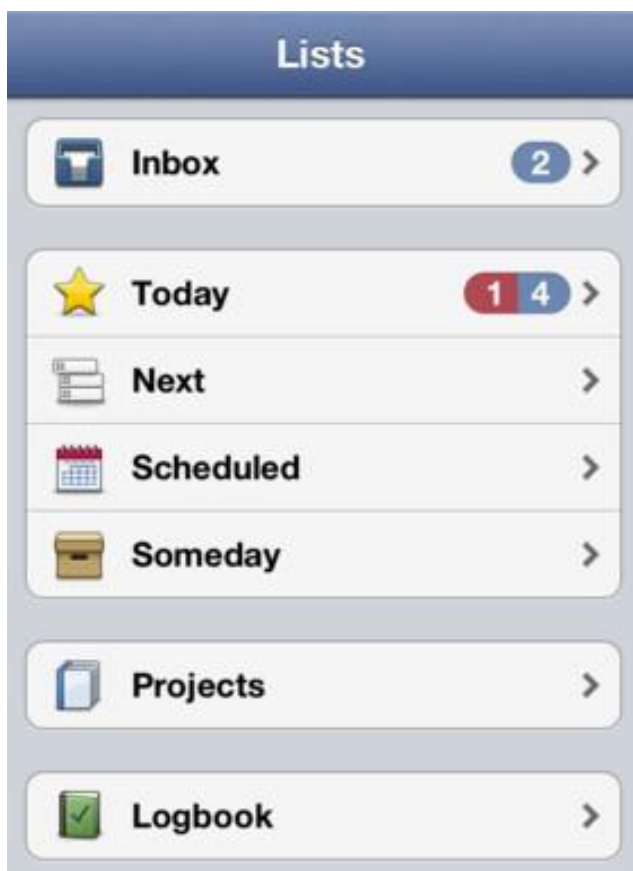 Lists
Inbox 2
Today 1 4
Next
Scheduled
Someday
Projects
Logbook